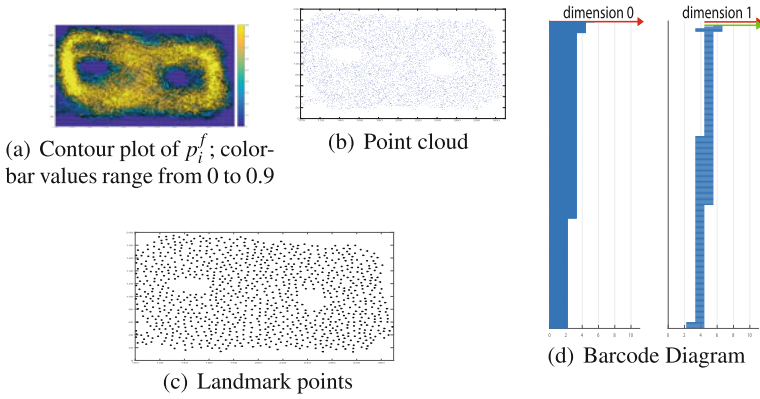 dimension 0 dimension 1
(a) Contour plot of p_i^f; color-
bar values range from 0 to 0.9
(b) Point cloud
0 2 4 6 8 10 0 2 4 6 8 10
(c) Landmark points
(d) Barcode Diagram